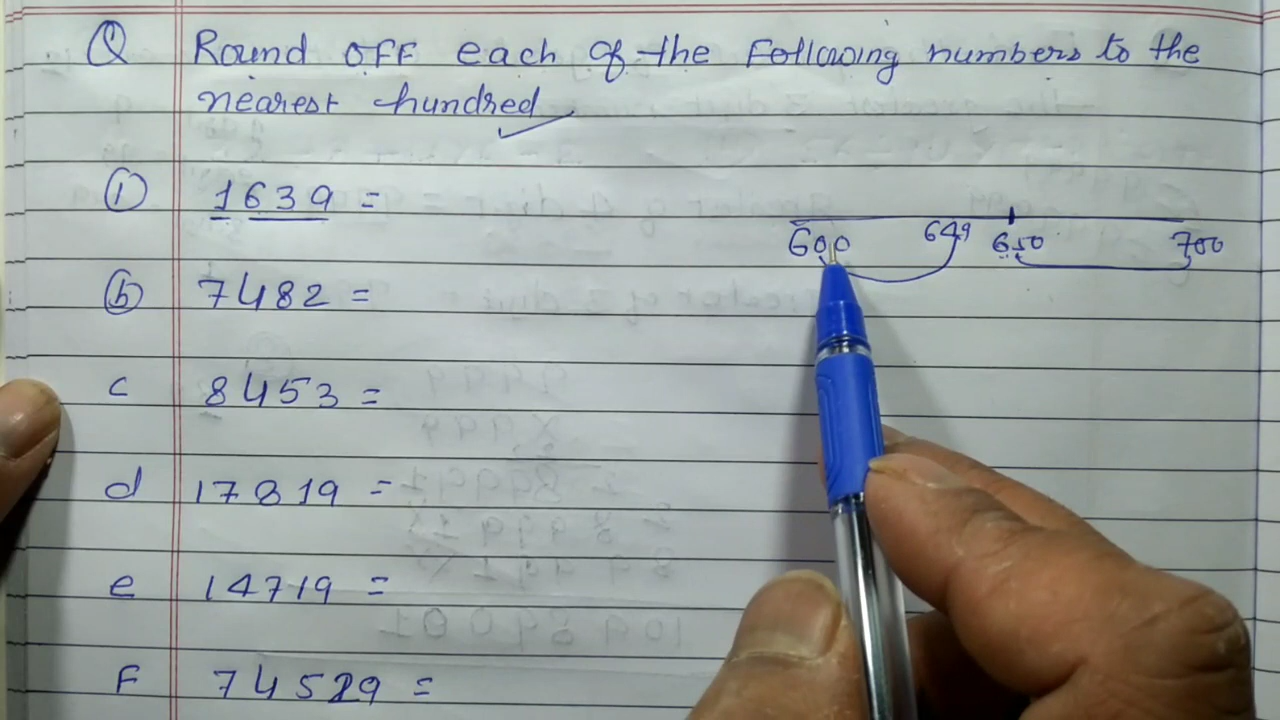 Q Round off each of the following numbers to the
nearest hundred
① 1639 =
600 649 650 700
ⓑ 7482 =
c 8453 =
d 17819 =
e 14719 =
F 74529 =